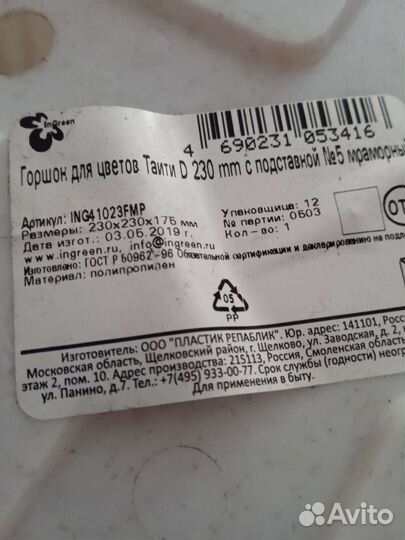 InGreen
4 690231 053416
Горшок для цветов Таити D 230 mm с подставкой №5 мраморный
Артикул: ING41023FMP
Размеры: 230x230x175 мм
Дата изгот.: 03.06.2019 г.
www.ingreen.ru, info@ingreen.ru
Изготовлено: ГОСТ Р 50962-96 Обязательной сертификации и декларированию не подле
Материал: полипропилен
Упаковщица: 12
№ партии: 0503
Кол-во: 1
ОТ
05
PP
Изготовитель: ООО "ПЛАСТИК РЕПАБЛИК". Юр. адрес: 141101,
Московская область, Щелковский район, г. Щелково, ул. Заводская, д. 2,
этаж 2, пом. 10. Адрес производства: 215113, Россия, Смоленская область
ул. Панино, д.7. Тел.: +7(495) 933-00-77. Срок службы (годности) неогр
Для применения в быту.
Avito